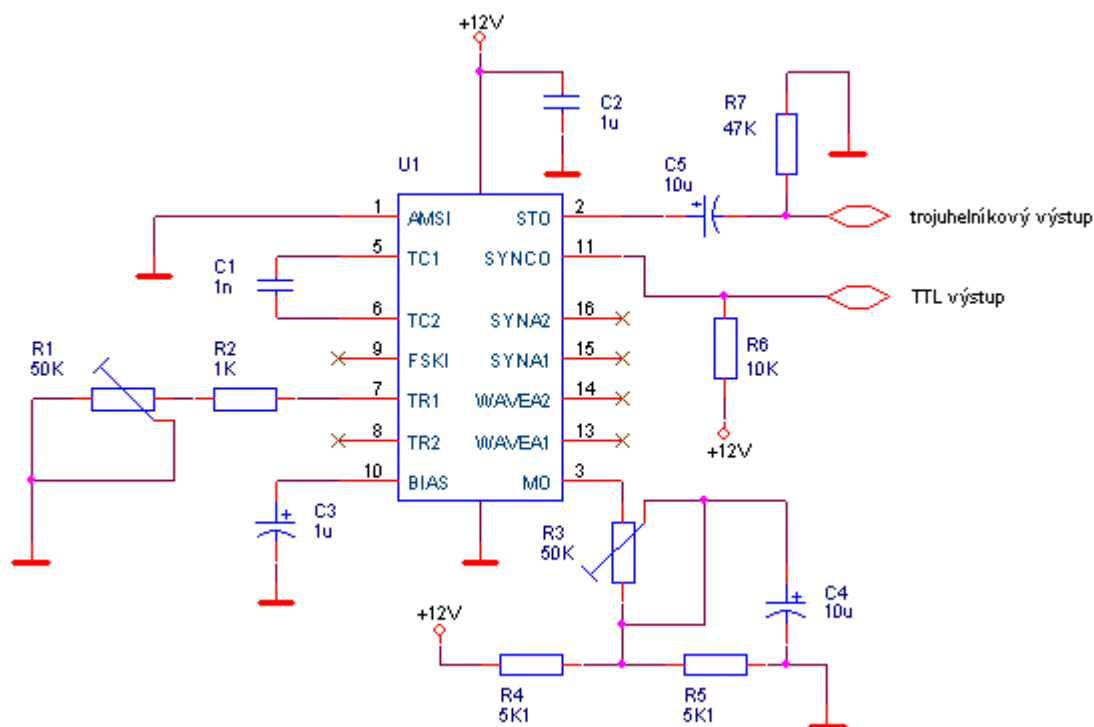 +12V
C2
1u
R7
47K
U1
C5
10u
+
1
AMSI
STO
2
trojuhelníkový výstup
5
TC1
SYNCO
11
C1
1n
TTL výstup
6
TC2
SYNA2
16
9
FSKI
SYNA1
15
R6
10K
R1
50K
R2
1K
7
TR1
WAVEA2
14
8
TR2
WAVEA1
13
+12V
10
BIAS
MO
3
C3
1u
+
R3
50K
C4
10u
+
+12V
R4
5K1
R5
5K1